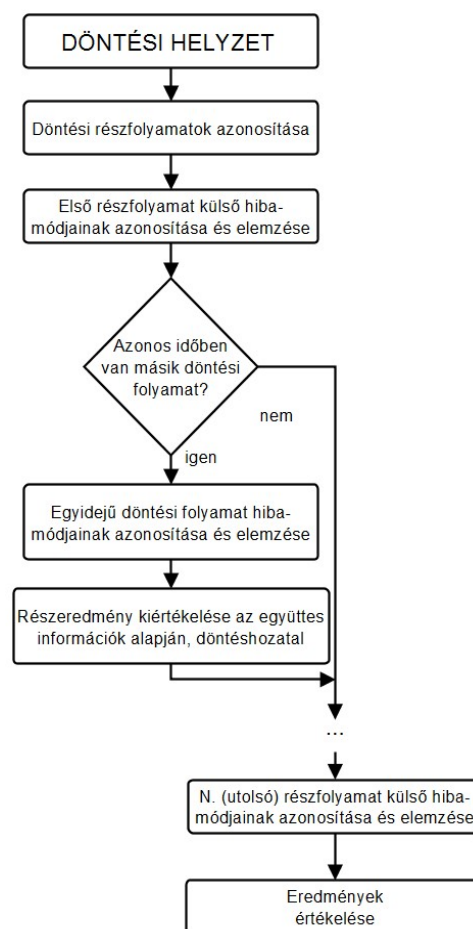 DÖNTÉSI HELYZET
Döntési részfolyamatok azonosítása
Első részfolyamat külső hiba-
módjainak azonosítása és elemzése
Azonos időben
van másik döntési
folyamat?
nem
igen
Egyidejű döntési folyamat hiba-
módjainak azonosítása és elemzése
Részeredmény kiértékelése az együttes
információk alapján, döntéshozatal
...
N. (utolsó) részfolyamat külső hiba-
módjainak azonosítása és elemzése
Eredmények
értékelése